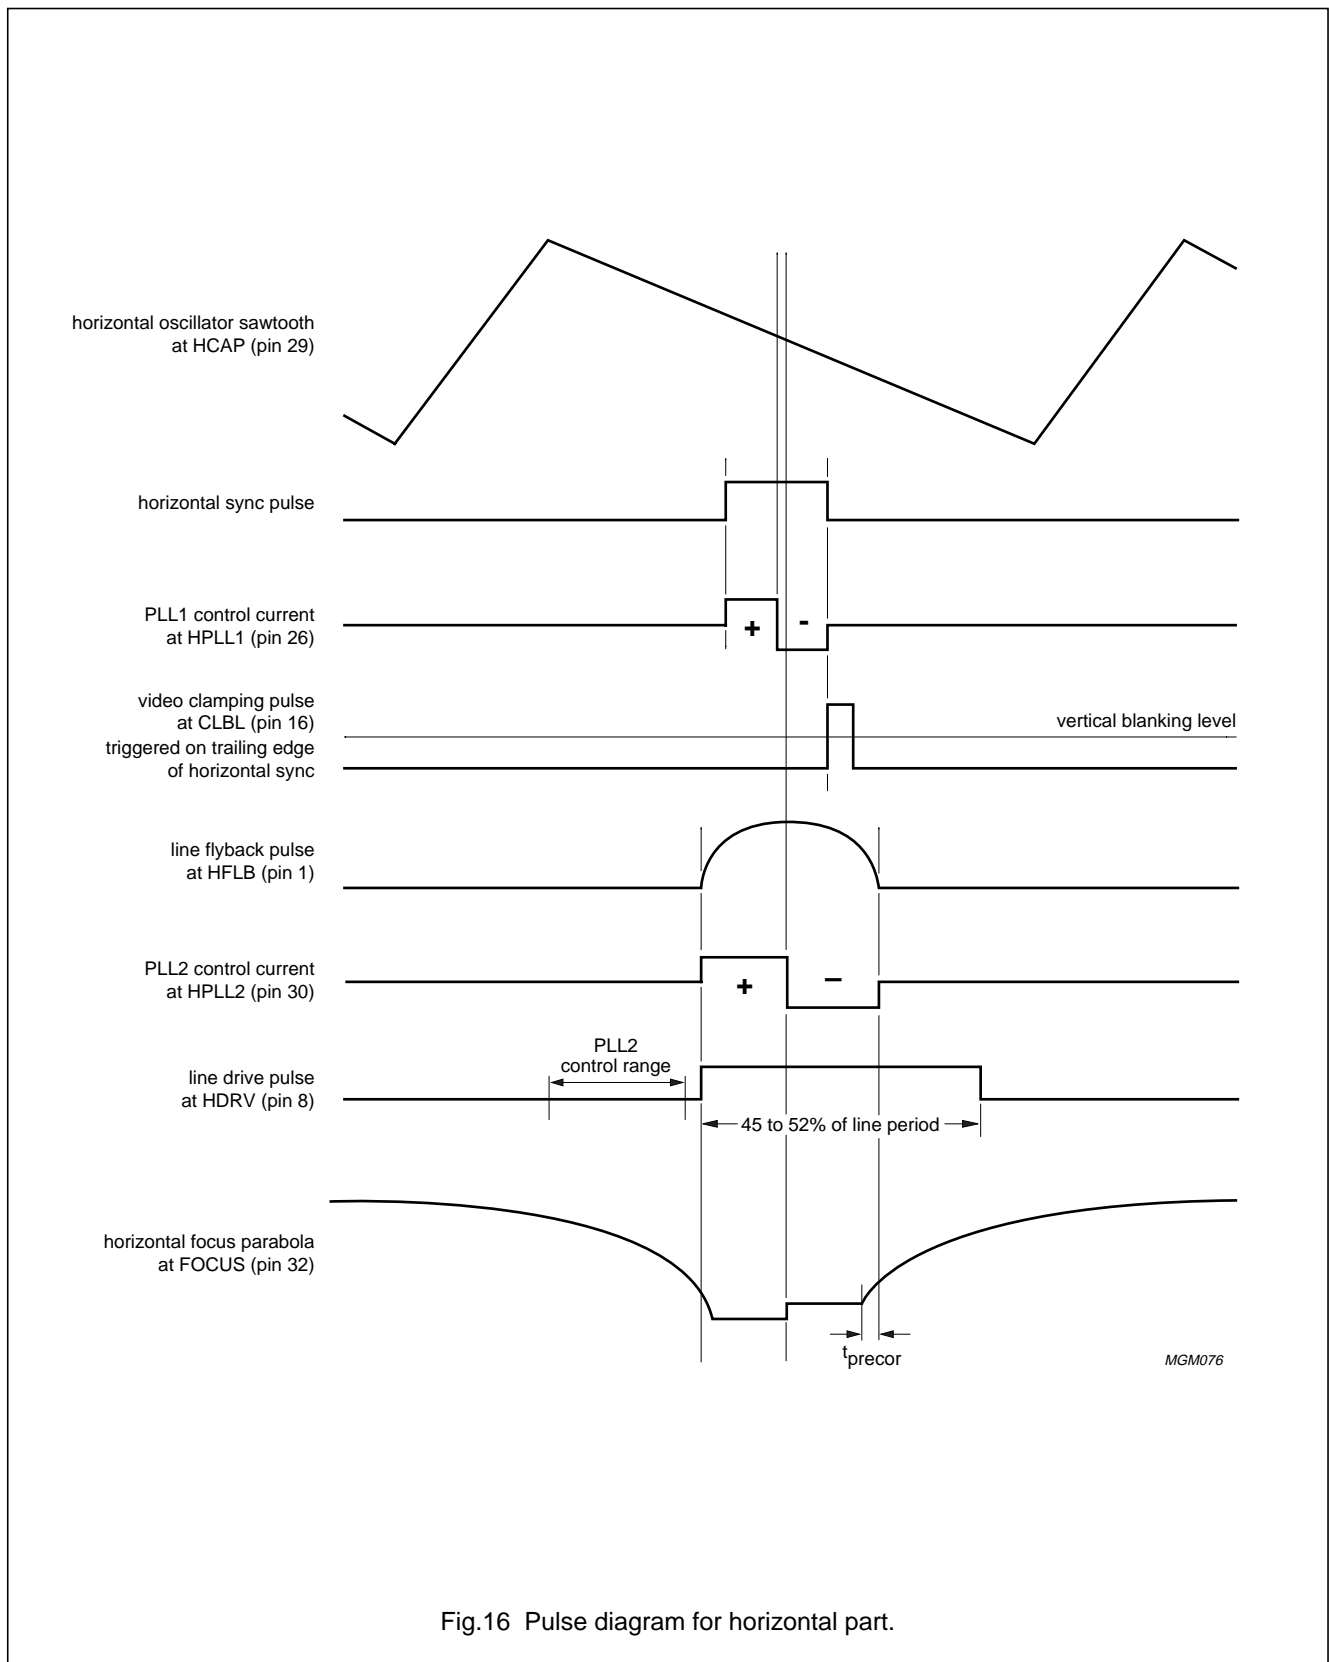 horizontal oscillator sawtooth
at HCAP (pin 29)
horizontal sync pulse
PLL1 control current
at HPLL1 (pin 26)
+
-
video clamping pulse
at CLBL (pin 16)
vertical blanking level
triggered on trailing edge
of horizontal sync
line flyback pulse
at HFLB (pin 1)
PLL2 control current
at HPLL2 (pin 30)
+
−
PLL2
control range
line drive pulse
at HDRV (pin 8)
45 to 52% of line period
horizontal focus parabola
at FOCUS (pin 32)
tprecor
MGM076
Fig.16 Pulse diagram for horizontal part.